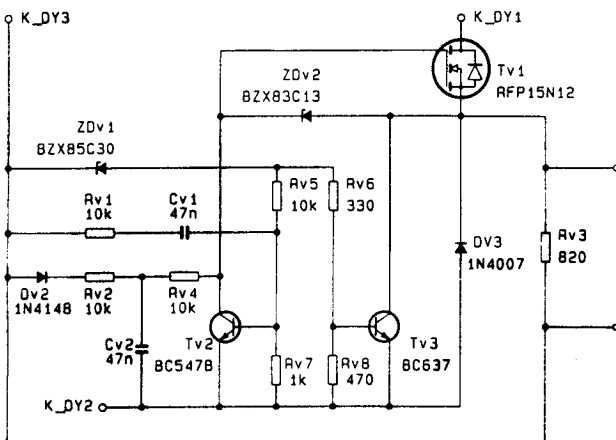 K_DY3
K_DY1
Tv1
RFP15N12
ZDv2
BZX83C13
ZDv1
BZX85C30
Rv1
10k
Cv1
47n
Rv5
10k
Rv6
330
DV3
1N4007
Rv3
820
Dv2
1N4148
Rv2
10k
Rv4
10k
Cv2
47n
Tv2
BC547B
Rv7
1k
Rv8
470
Tv3
BC637
K_DY2